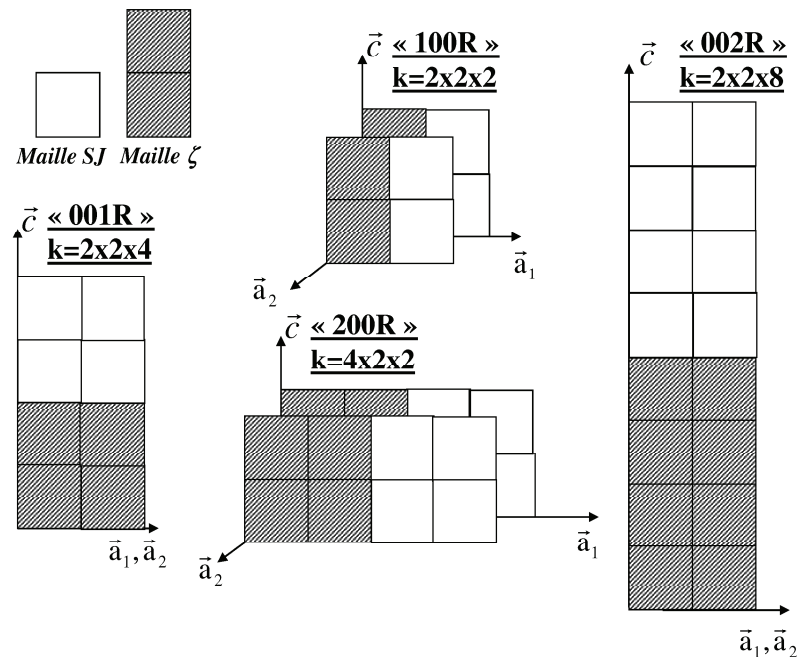 Maille SJ
Maille ζ
c⃗ « 100R »
k=2x2x2
a⃗₁
a⃗₂
c⃗ « 002R »
k=2x2x8
a⃗₁,a⃗₂
c⃗ « 001R »
k=2x2x4
a⃗₁,a⃗₂
c⃗ « 200R »
k=4x2x2
a⃗₁
a⃗₂